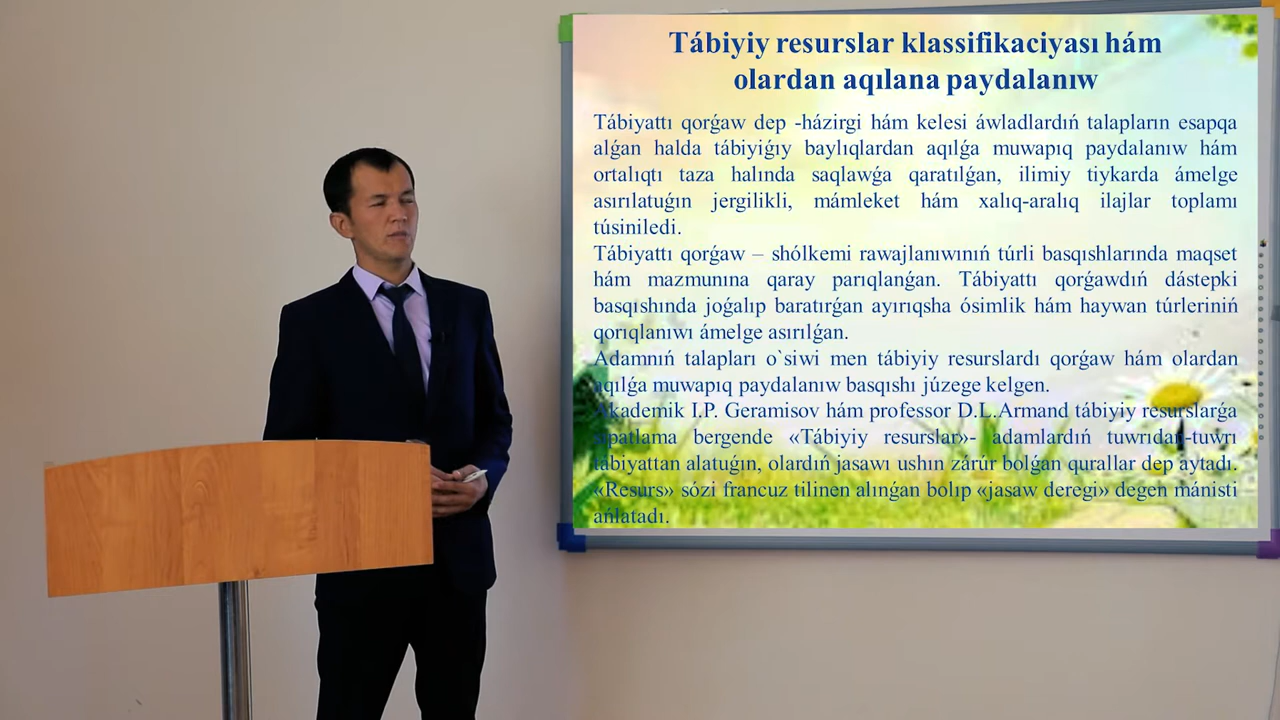 Tábiyiy resurslar klassifikaciyası hám
olardan aqılana paydalanıw
Tábiyattı qorǵaw dep -házirgi hám kelesi áwladlardıń talapların esapqa
alǵan halda tábiyiǵıy baylıqlardan aqılǵa muwapıq paydalanıw hám
ortalıqtı taza halında saqlawǵa qaratılǵan, ilimiy tiykarda ámelge
asırılatuǵın jergilikli, mámleket hám xalıq-aralıq ilajlar toplamı
túsiniledi.
Tábiyattı qorǵaw – shólkemi rawajlanıwınıń túrli basqıshlarında maqset
hám mazmunına qaray parıqlanǵan. Tábiyattı qorǵawdıń dástepki
basqıshında joǵalıp baratırǵan ayırıqsha ósimlik hám haywan túrleriniń
qorıqlanıwı ámelge asırılǵan.
Adamnıń talapları o`siwi men tábiyiy resurslardı qorǵaw hám olardan
aqılǵa muwapıq paydalanıw basqıshı júzege kelgen.
Akademik I.P. Geramisov hám professor D.L.Armand tábiyiy resurslarǵa
sıpatlama bergende «Tábiyiy resurslar»- adamlardıń tuwrıdan-tuwrı
tábiyattan alatuǵın, olardıń jasawı ushın zárúr bolǵan qurallar dep aytadı.
«Resurs» sózi francuz tilinen alınǵan bolıp «jasaw deregi» degen mánisti
ańlatadı.